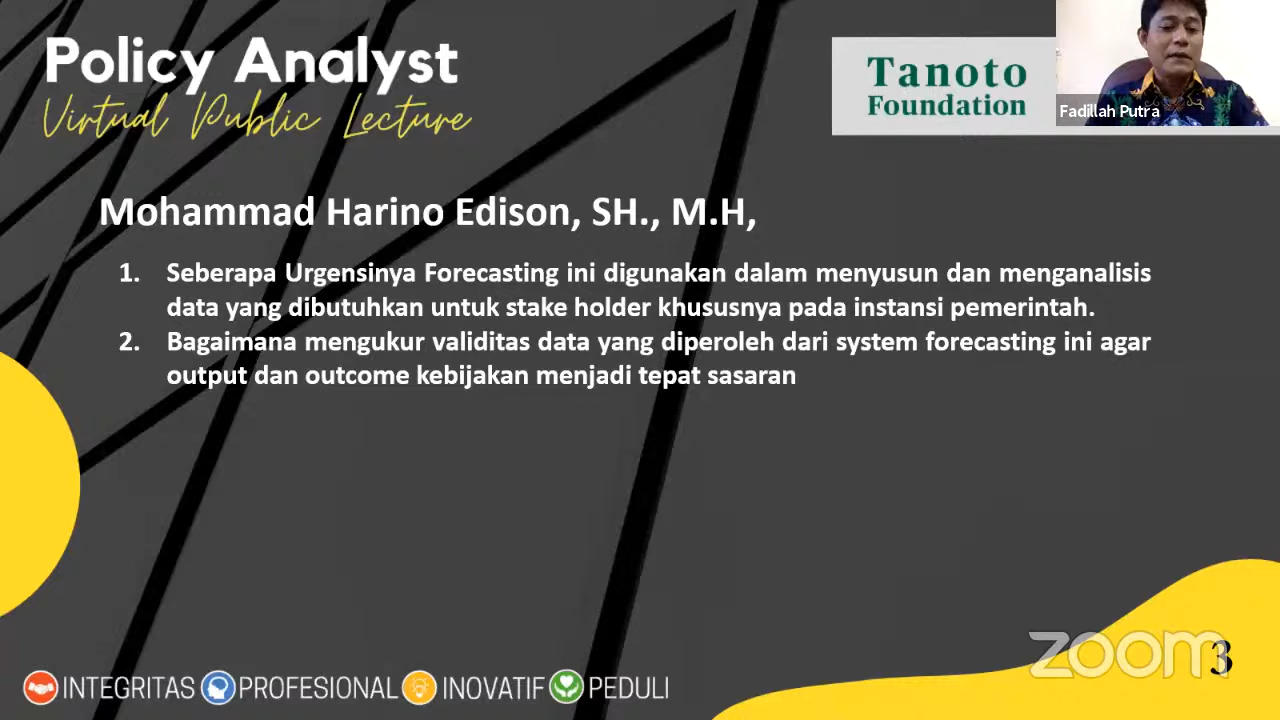 Policy Analyst
Virtual Public Lecture
Tanoto
Foundation
Fadillah Putra
Mohammad Harino Edison, SH., M.H,
1. Seberapa Urgensinya Forecasting ini digunakan dalam menyusun dan menganalisis
data yang dibutuhkan untuk stake holder khususnya pada instansi pemerintah.
2. Bagaimana mengukur validitas data yang diperoleh dari system forecasting ini agar
output dan outcome kebijakan menjadi tepat sasaran
zoom
3
INTEGRITAS PROFESIONAL INOVATIF PEDULI